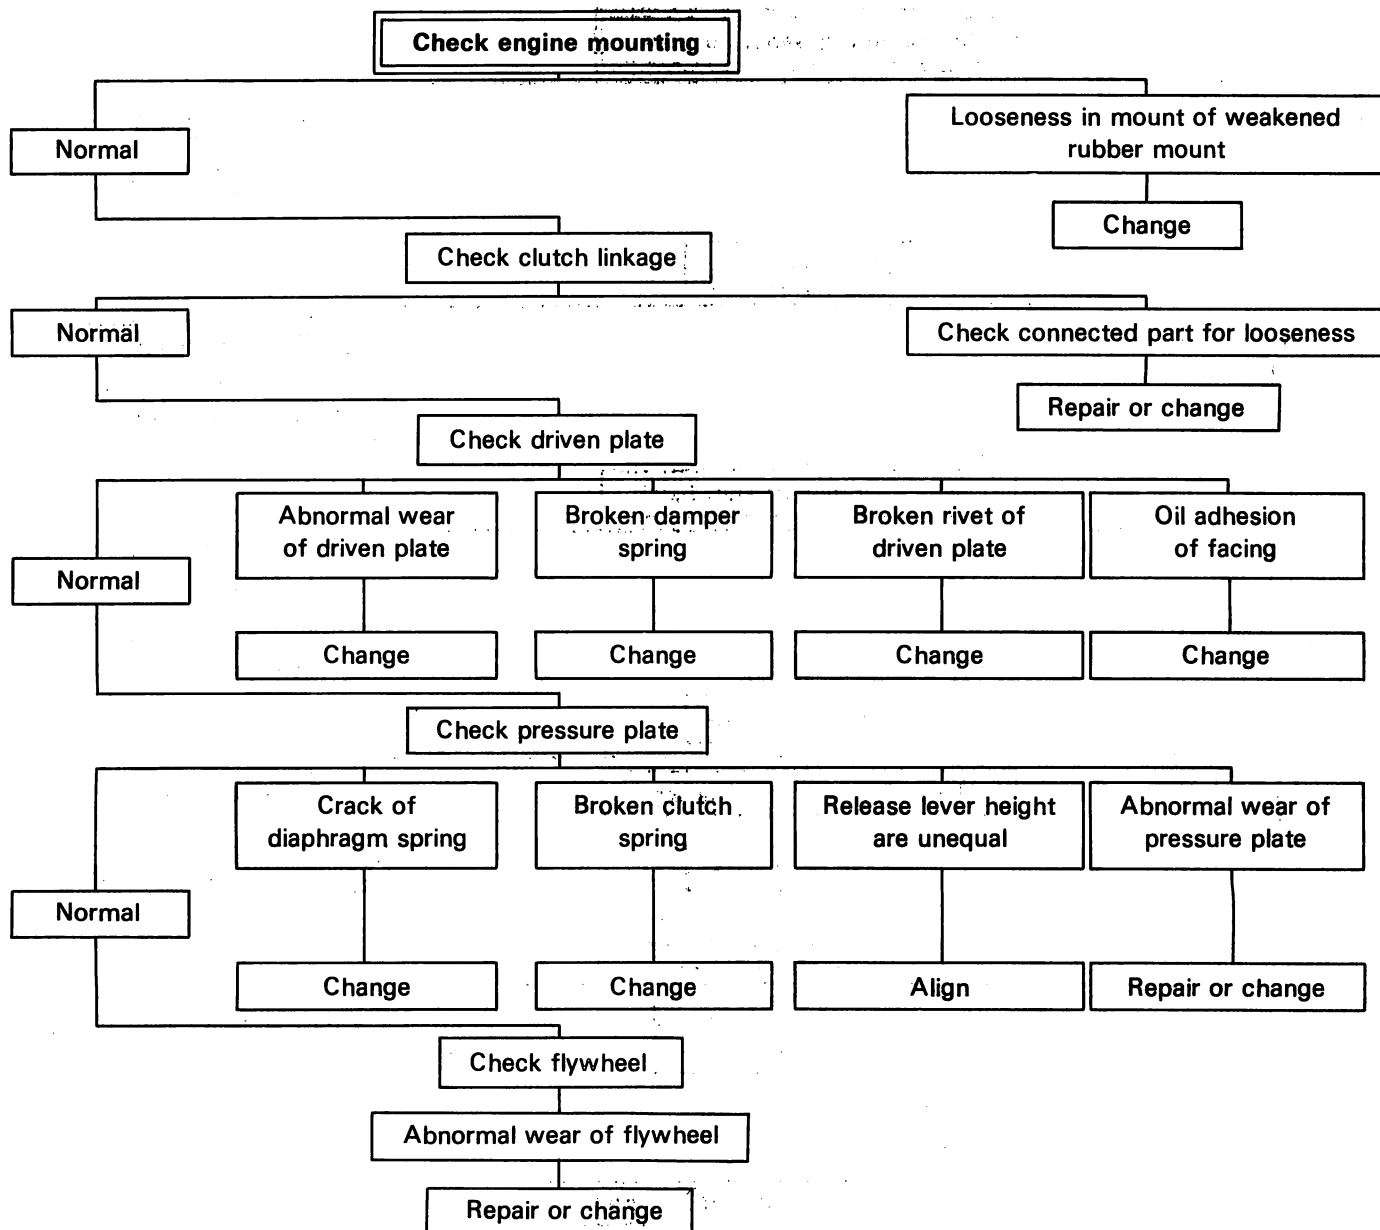 Check engine mounting
Looseness in mount of weakened
rubber mount
Normal
Change
Check clutch linkage
Normal
Check connected part for looseness
Repair or change
Check driven plate
Abnormal wear
of driven plate
Broken damper
spring
Broken rivet of
driven plate
Oil adhesion
of facing
Normal
Change
Change
Change
Change
Check pressure plate
Crack of
diaphragm spring
Broken clutch
spring
Release lever height
are unequal
Abnormal wear of
pressure plate
Normal
Change
Change
Align
Repair or change
Check flywheel
Abnormal wear of flywheel
Repair or change